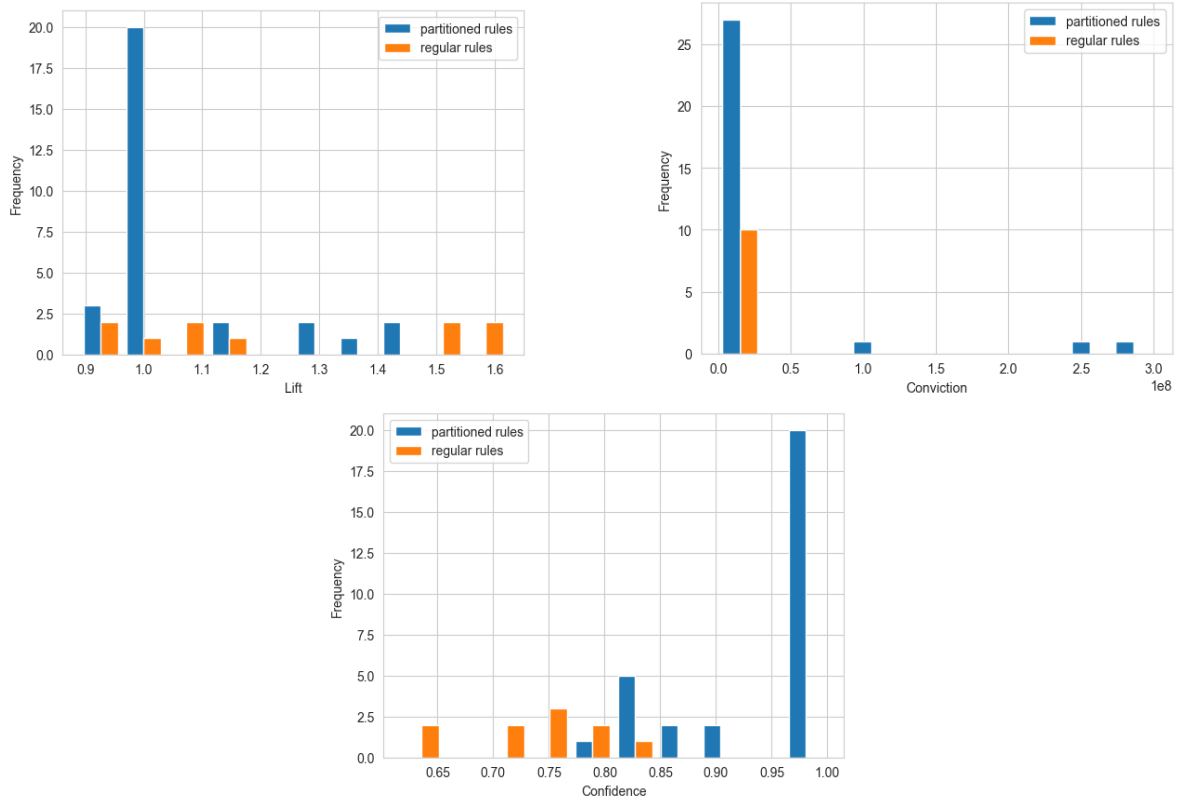 20.0
17.5
15.0
12.5
10.0
7.5
5.0
2.5
0.0
Frequency
partitioned rules
regular rules
0.9 1.0 1.1 1.2 1.3 1.4 1.5 1.6
Lift
25
20
15
10
5
0
Frequency
partitioned rules
regular rules
0.0 0.5 1.0 1.5 2.0 2.5 3.0
1e8
Conviction
20.0
17.5
15.0
12.5
10.0
7.5
5.0
2.5
0.0
Frequency
partitioned rules
regular rules
0.65 0.70 0.75 0.80 0.85 0.90 0.95 1.00
Confidence